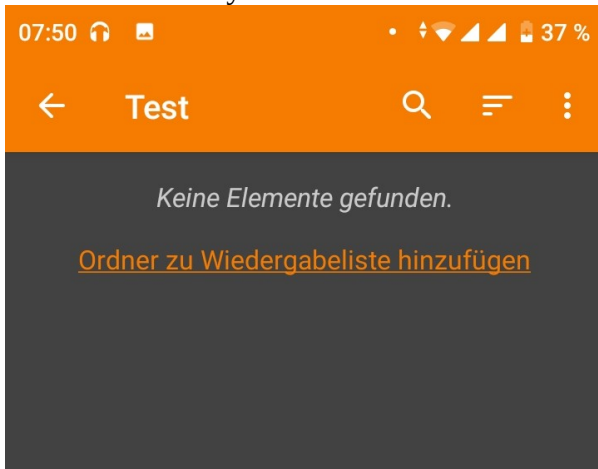 07:50 37 %
Test
Keine Elemente gefunden.
Ordner zu Wiedergabeliste hinzufügen